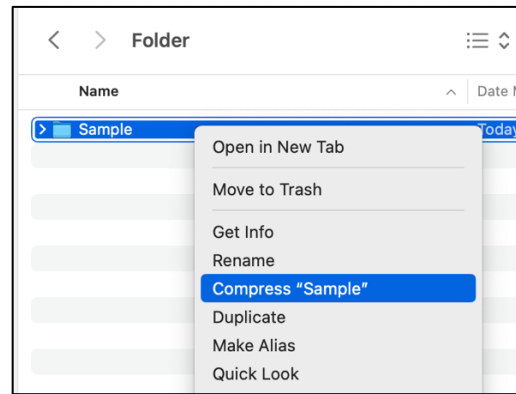 Folder
Name Date M
Sample Today
Open in New Tab
Move to Trash
Get Info
Rename
Compress “Sample”
Duplicate
Make Alias
Quick Look